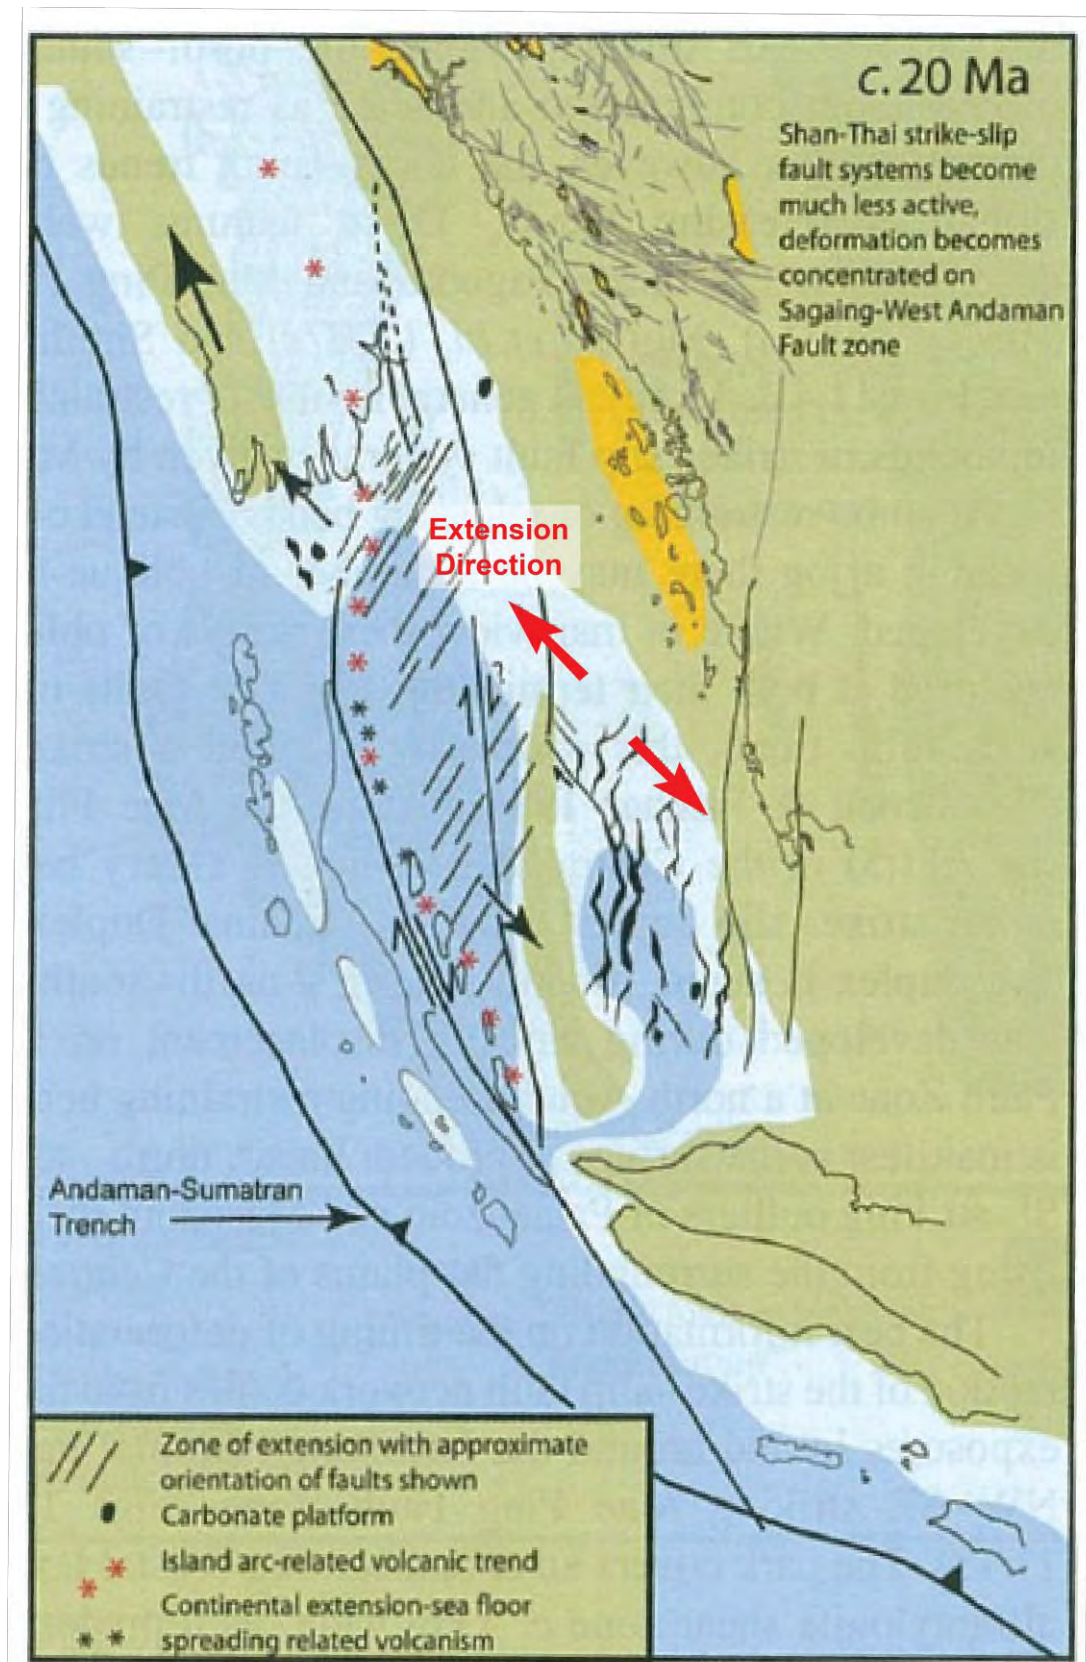 c. 20 Ma
Shan-Thai strike-slip
fault systems become
much less active,
deformation becomes
concentrated on
Sagaing-West Andaman
Fault zone
Extension
Direction
?
Andaman-Sumatran
Trench
Zone of extension with approximate
orientation of faults shown
Carbonate platform
Island arc-related volcanic trend
Continental extension-sea floor
spreading related volcanism